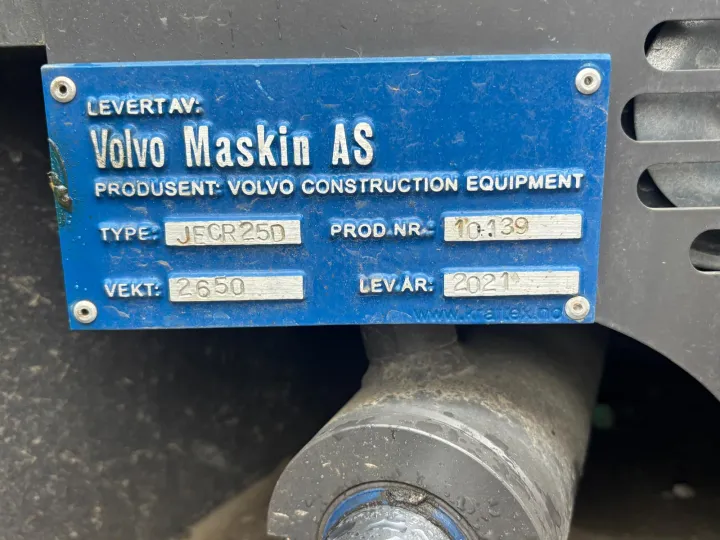 LEVERT AV:
Volvo Maskin AS
PRODUSENT: VOLVO CONSTRUCTION EQUIPMENT
TYPE: JECR25D PROD NR.: 10139
VEKT: 2650 LEV.ÅR: 2021